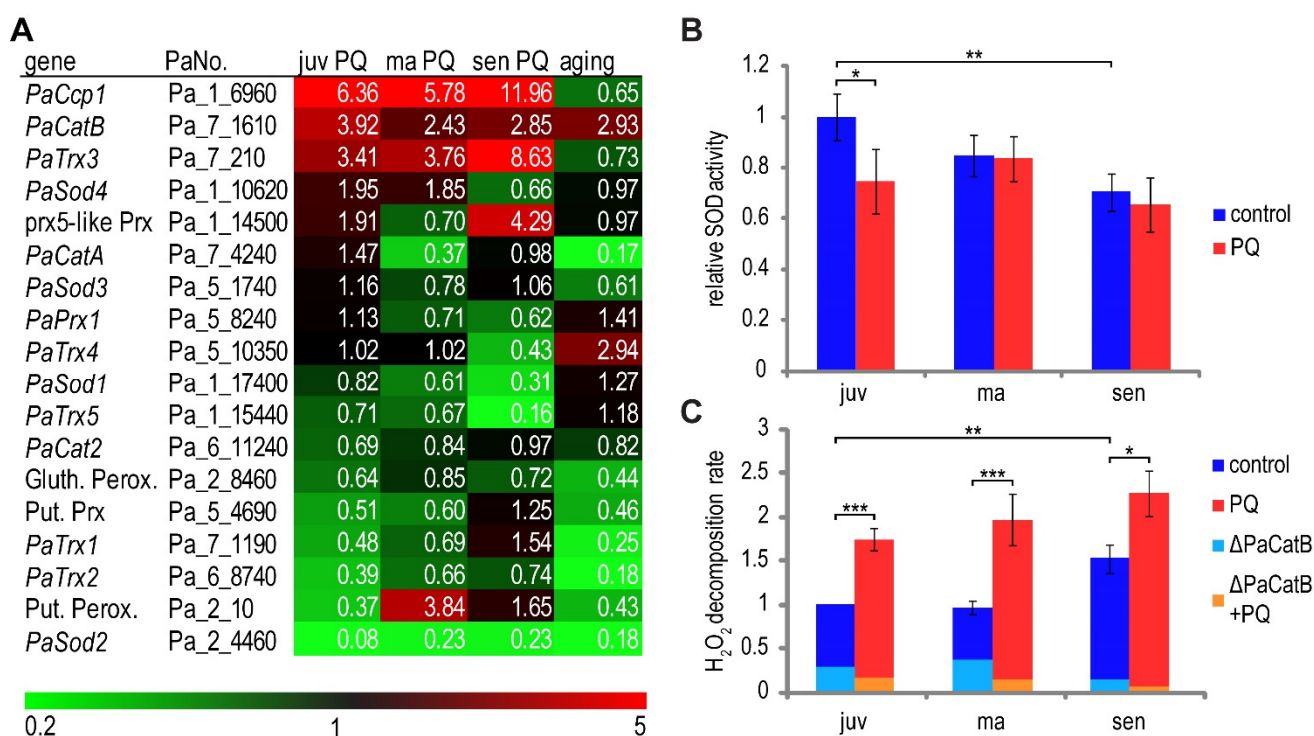 A
gene PaNo. juv PQ ma PQ sen PQ aging
PaCcp1 Pa_1_6960 6.36 5.78 11.96 0.65
PaCatB Pa_7_1610 3.92 2.43 2.85 2.93
PaTrx3 Pa_7_210 3.41 3.76 8.63 0.73
PaSod4 Pa_1_10620 1.95 1.85 0.66 0.97
prx5-like Prx Pa_1_14500 1.91 0.70 4.29 0.97
PaCatA Pa_7_4240 1.47 0.37 0.98 0.17
PaSod3 Pa_5_1740 1.16 0.78 1.06 0.61
PaPrx1 Pa_5_8240 1.13 0.71 0.62 1.41
PaTrx4 Pa_5_10350 1.02 1.02 0.43 2.94
PaSod1 Pa_1_17400 0.82 0.61 0.31 1.27
PaTrx5 Pa_1_15440 0.71 0.67 0.16 1.18
PaCat2 Pa_6_11240 0.69 0.84 0.97 0.82
Gluth. Perox. Pa_2_8460 0.64 0.85 0.72 0.44
Put. Prx Pa_5_4690 0.51 0.60 1.25 0.46
PaTrx1 Pa_7_1190 0.48 0.69 1.54 0.25
PaTrx2 Pa_6_8740 0.39 0.66 0.74 0.18
Put. Perox. Pa_2_10 0.37 3.84 1.65 0.43
PaSod2 Pa_2_4460 0.08 0.23 0.23 0.18
0.2 1 5
B
relative SOD activity
1.2
1
0.8
0.6
0.4
0.2
0
**
*
juv ma sen
control
PQ
C
H₂O₂ decomposition rate
3
2.5
2
1.5
1
0.5
0
**
*** *** *
juv ma sen
control
PQ
ΔPaCatB
ΔPaCatB
+PQ